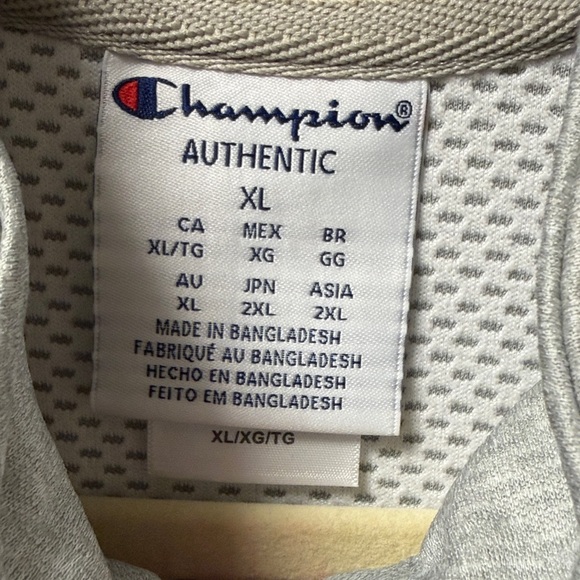 Champion®
AUTHENTIC
XL
CA MEX BR
XL/TG XG GG
AU JPN ASIA
XL 2XL 2XL
MADE IN BANGLADESH
FABRIQUÉ AU BANGLADESH
HECHO EN BANGLADESH
FEITO EM BANGLADESH
XL/XG/TG